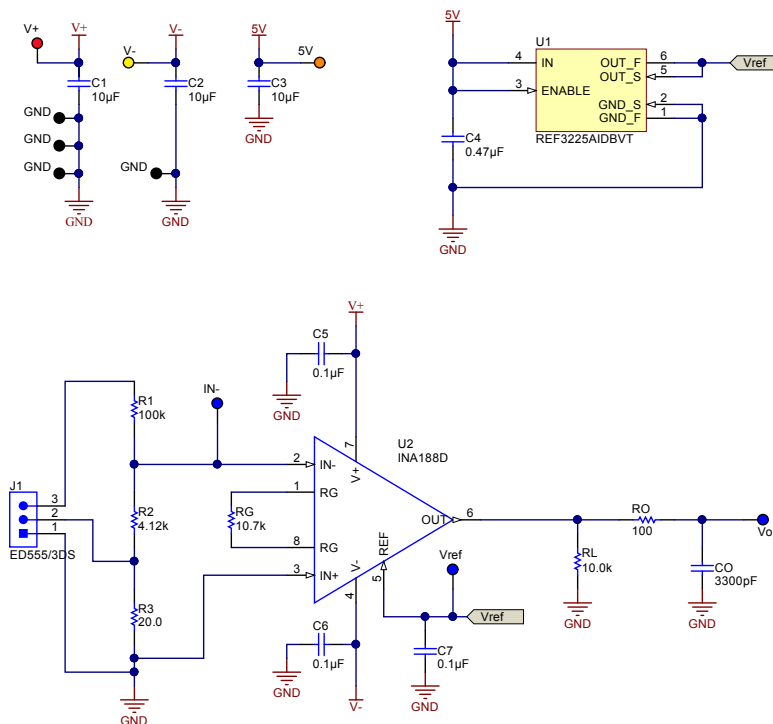 V+
V+
C1
10µF
GND
GND
GND
GND
V-
V-
C2
10µF
GND
GND
5V
5V
C3
10µF
GND
5V
U1
4
IN
OUT_F
6
OUT_S
5
Vref
3
ENABLE
GND_S
2
GND_F
1
REF3225AIDBVT
C4
0.47µF
GND
V+
C5
0.1µF
GND
R1
100k
IN-
7
V+
U2
INA188D
2
IN-
1
RG
J1
3
2
1
ED555/3DS
R2
4.12k
RG
10.7k
OUT
6
RO
100
Vo
8
RG
REF
3
IN+
V-
4
5
Vref
RL
10.0k
GND
CO
3300pF
GND
R3
20.0
C6
0.1µF
GND
Vref
C7
0.1µF
GND
GND
V-